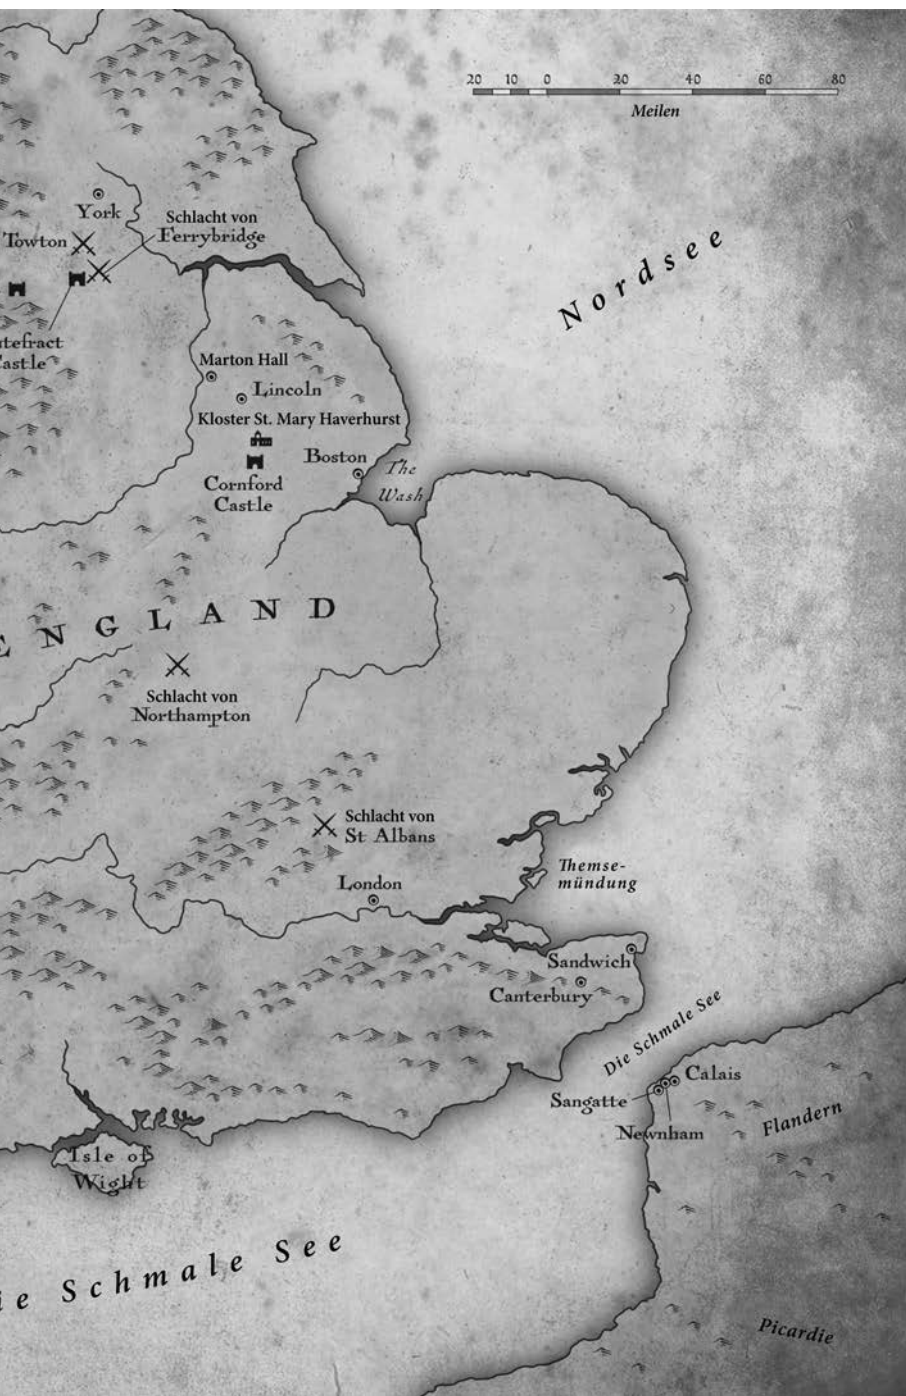 20 10 0 20 40 60 80
Meilen
York
Schlacht von
Ferrybridge
Towton
Nordsee
Marton Hall
Lincoln
Kloster St. Mary Haverhurst
Boston
The
Wash
Cornford
Castle
ENGLAND
Schlacht von
Northampton
Schlacht von
St Albans
Themse-
mündung
London
Sandwich
Canterbury
Die Schmale See
Calais
Sangatte
Newnham
Flandern
Isle of
Wight
ie Schmale See
Picardie